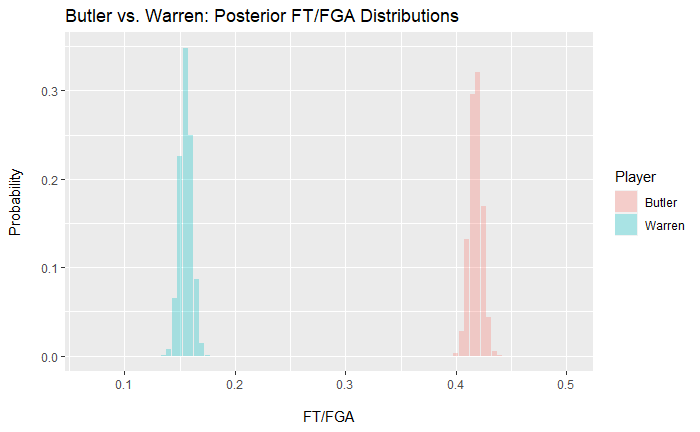 Butler vs. Warren: Posterior FT/FGA Distributions
Probability
0.3
0.2
0.1
0.0
0.1 0.2 0.3 0.4 0.5
FT/FGA
Player
Butler
Warren